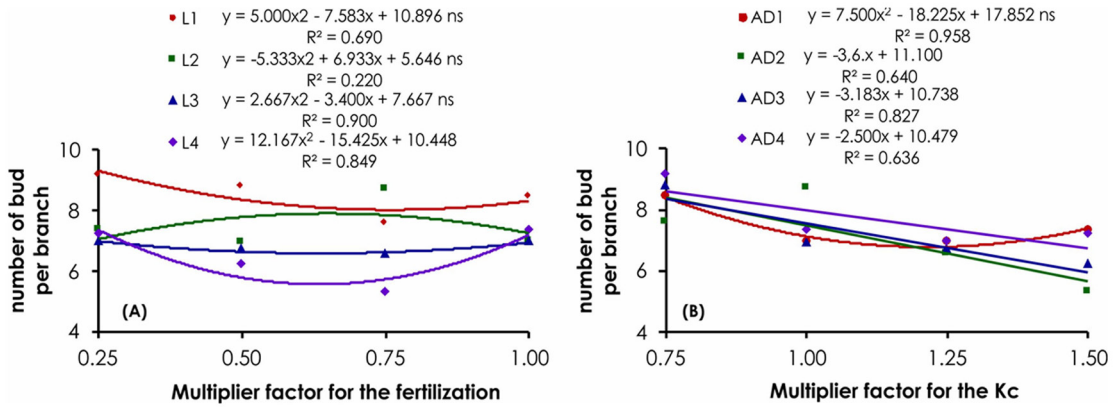 L1 y = 5.000x2 - 7.583x + 10.896 ns
R² = 0.690
L2 y = -5.333x2 + 6.933x + 5.646 ns
R² = 0.220
L3 y = 2.667x2 - 3.400x + 7.667 ns
R² = 0.900
L4 y = 12.167x² - 15.425x + 10.448
R² = 0.849
10
8
6
4
number of bud
per branch
(A)
0.25 0.50 0.75 1.00
Multiplier factor for the fertilization
AD1 y = 7.500x² - 18.225x + 17.852 ns
R² = 0.958
AD2 y = -3.6.x + 11.100
R² = 0.640
AD3 y = -3.183x + 10.738
R² = 0.827
AD4 y = -2.500x + 10.479
R² = 0.636
10
8
6
4
number of bud
per branch
(B)
0.75 1.00 1.25 1.50
Multiplier factor for the Kc